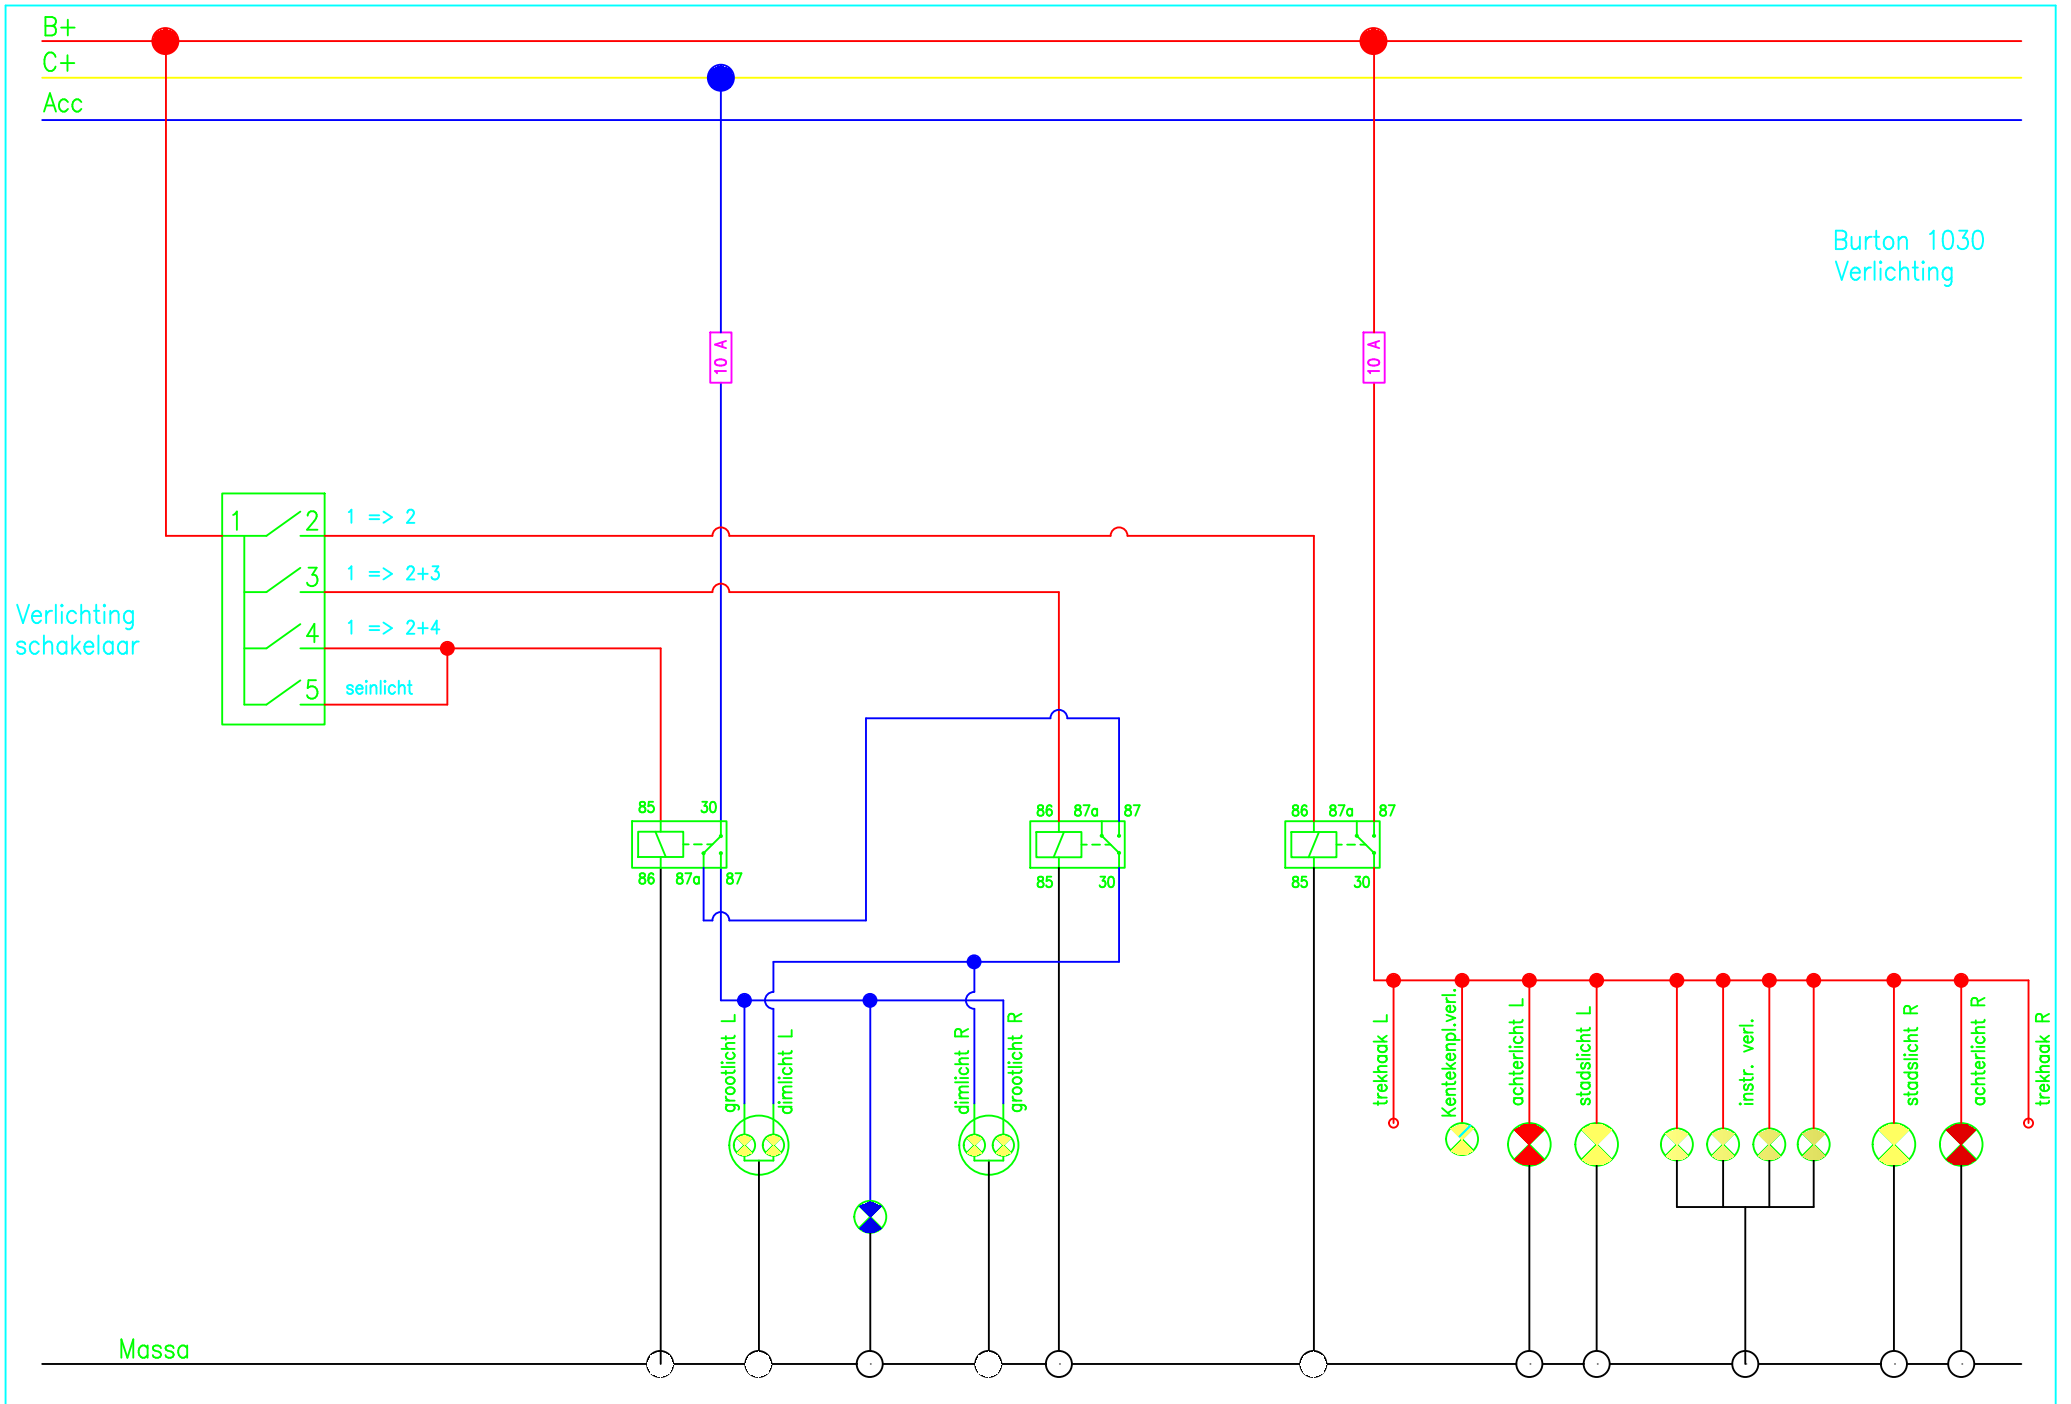 B+
C+
Acc
Burton 1030
Verlichting
10 A
10 A
1
2
1 => 2
3
1 => 2+3
Verlichting
schakelaar
4
1 => 2+4
5
seinlicht
85
30
86
87a
87
86
87a
87
86
87a
87
85
30
85
30
grootlicht L
dimlicht L
dimlicht R
grootlicht R
trekhaak L
Kentekenpl.verl.
achterlicht L
stadslicht L
instr. verl.
stadslicht R
achterlicht R
trekhaak R
Massa